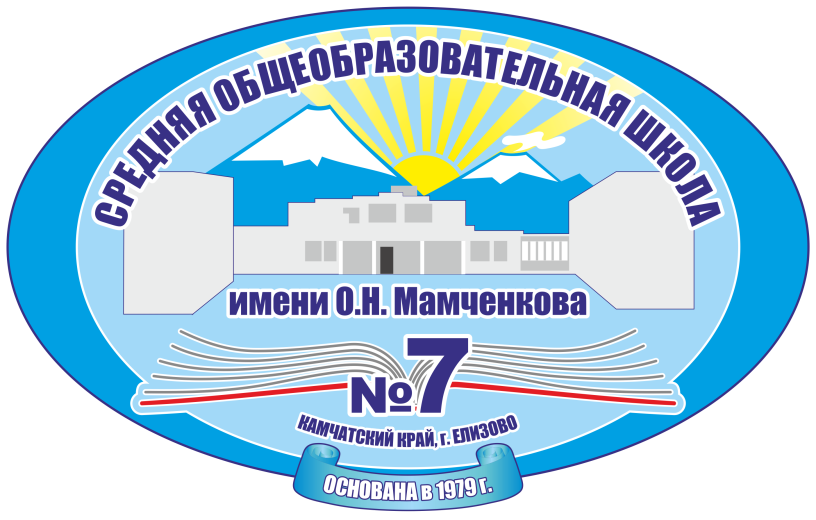 СРЕДНЯЯ ОБЩЕОБРАЗОВАТЕЛЬНАЯ ШКОЛА
имени О.Н. Мамченкова
№7
КАМЧАТСКИЙ КРАЙ, г. ЕЛИЗОВО
ОСНОВАНА в 1979 г.